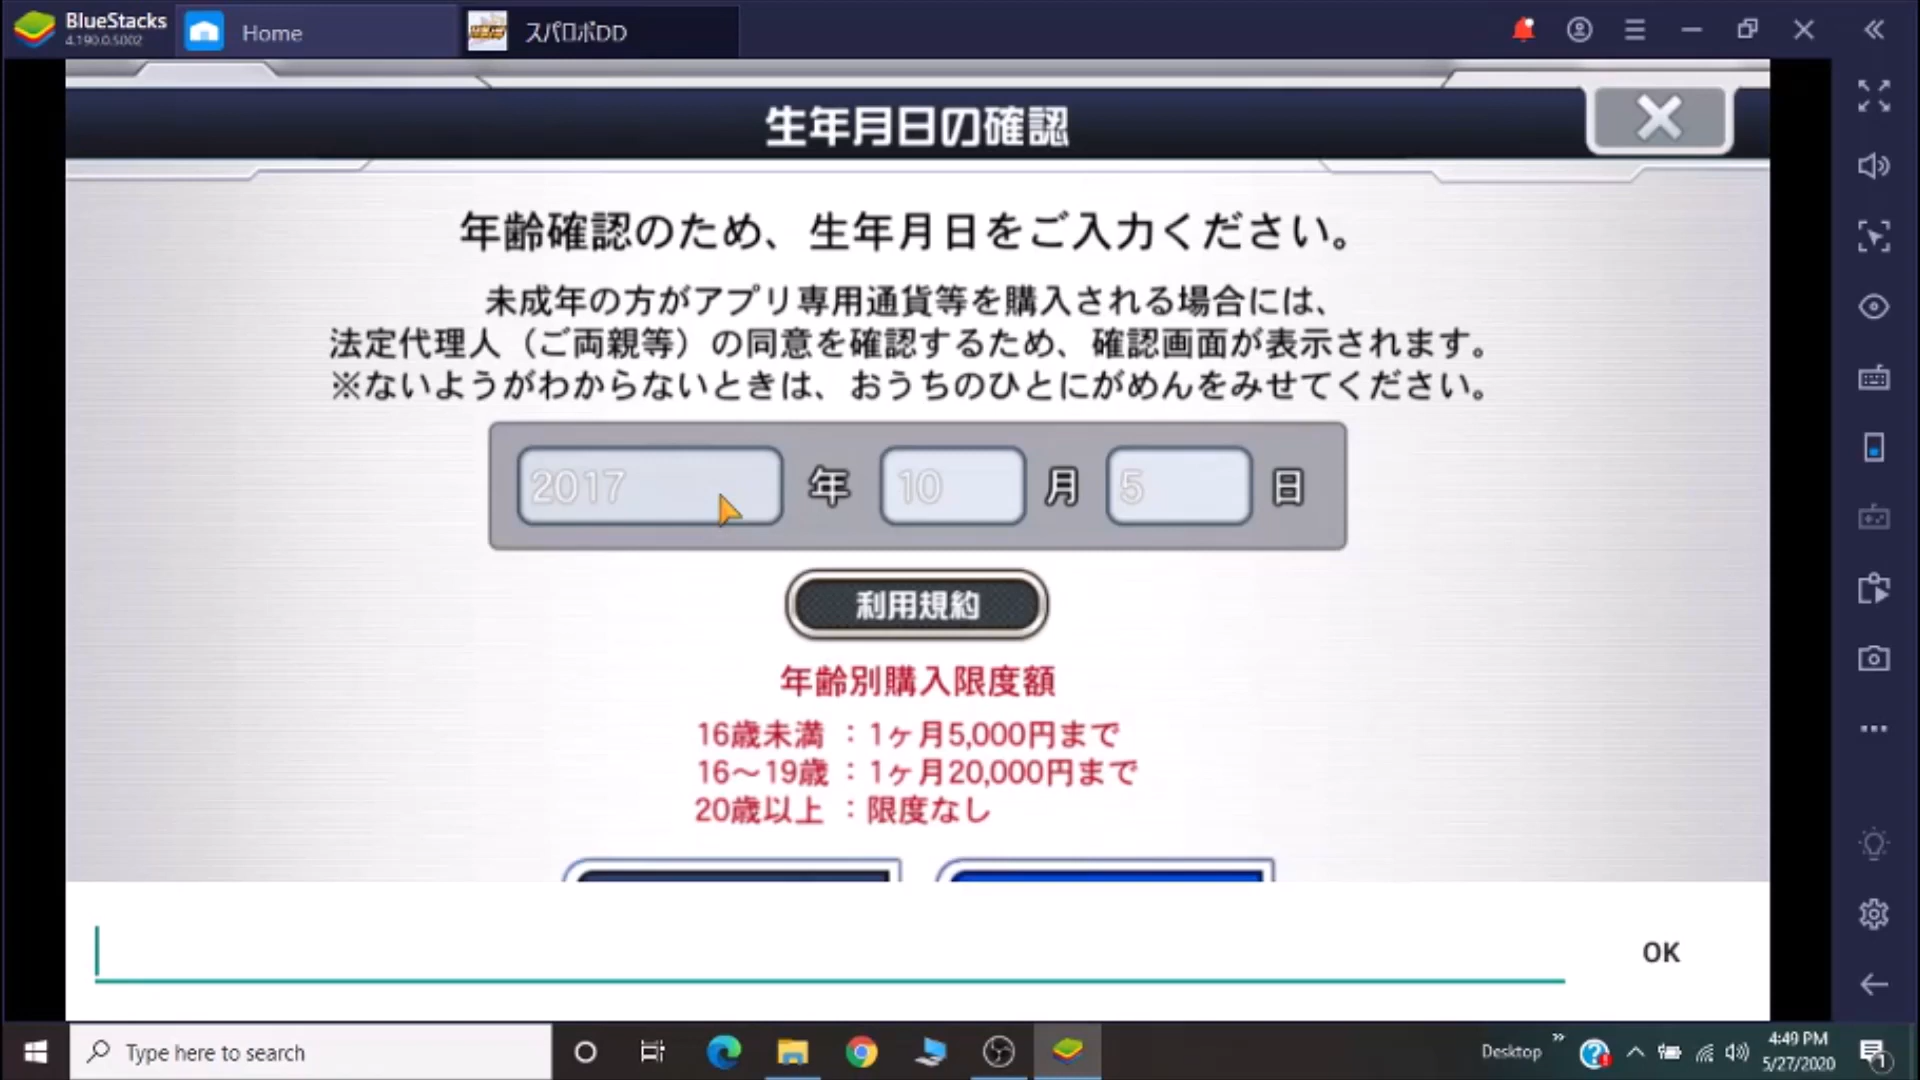 BlueStacks
4.190.0.5002
Home
スパロボDD
生年月日の確認
年齢確認のため、生年月日をご入力ください。
未成年の方がアプリ専用通貨等を購入される場合には、
法定代理人（ご両親等）の同意を確認するため、確認画面が表示されます。
※ないようがわからないときは、おうちのひとにがめんをみせてください。
2017 年 10 月 5 日
利用規約
年齢別購入限度額
16歳未満 ：1ヶ月5,000円まで
16～19歳 ：1ヶ月20,000円まで
20歳以上 ：限度なし
OK
Type here to search
Desktop
4:49 PM
5/27/2020
1